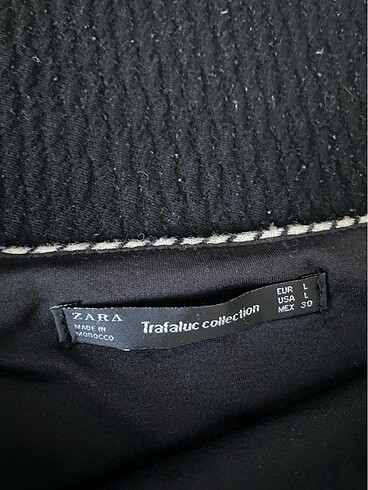 ZARA
MADE IN
MOROCCO
Trafaluc collection
EUR L
USA L
MEX 30